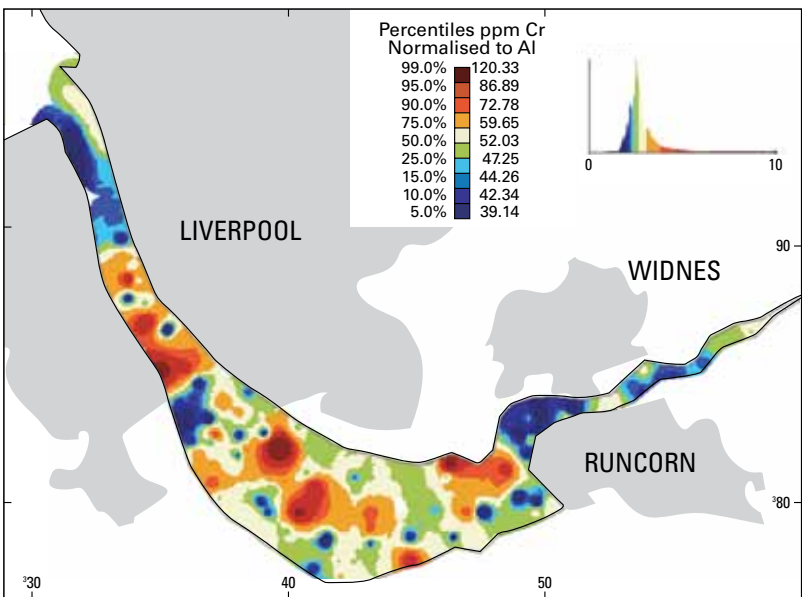 Percentiles ppm Cr
Normalised to Al
99.0% 120.33
95.0% 86.89
90.0% 72.78
75.0% 59.65
50.0% 52.03
25.0% 47.25
15.0% 44.26
10.0% 42.34
5.0% 39.14
0 10
LIVERPOOL
90
WIDNES
RUNCORN
³80
³30 40 50